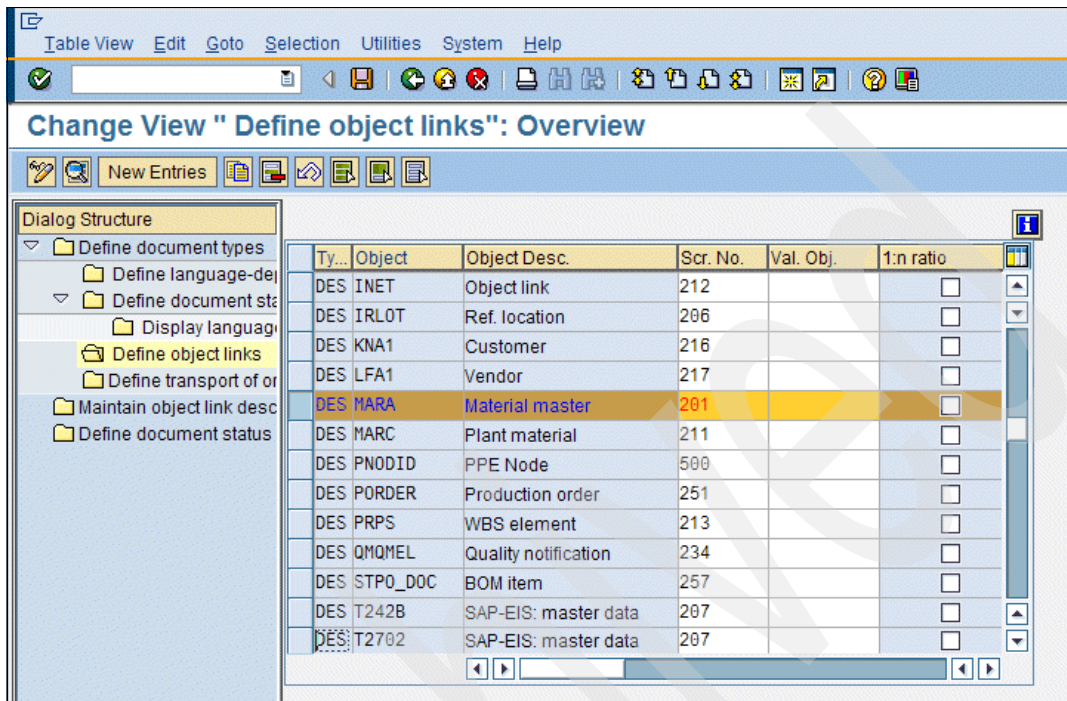 Table View Edit Goto Selection Utilities System Help
Change View " Define object links": Overview
New Entries
Dialog Structure
Define document types
Define language-de
Define document sta
Display languag
Define object links
Define transport of or
Maintain object link desc
Define document status
Ty... Object Object Desc. Scr. No. Val. Obj. 1:n ratio
DES INET Object link 212
DES IRLOT Ref. location 206
DES KNA1 Customer 216
DES LFA1 Vendor 217
DES MARA Material master 201
DES MARC Plant material 211
DES PNODID PPE Node 500
DES PORDER Production order 251
DES PRPS WBS element 213
DES QMQMEL Quality notification 234
DES STPO_DOC BOM item 257
DES T242B SAP-EIS: master data 207
DES T2702 SAP-EIS: master data 207